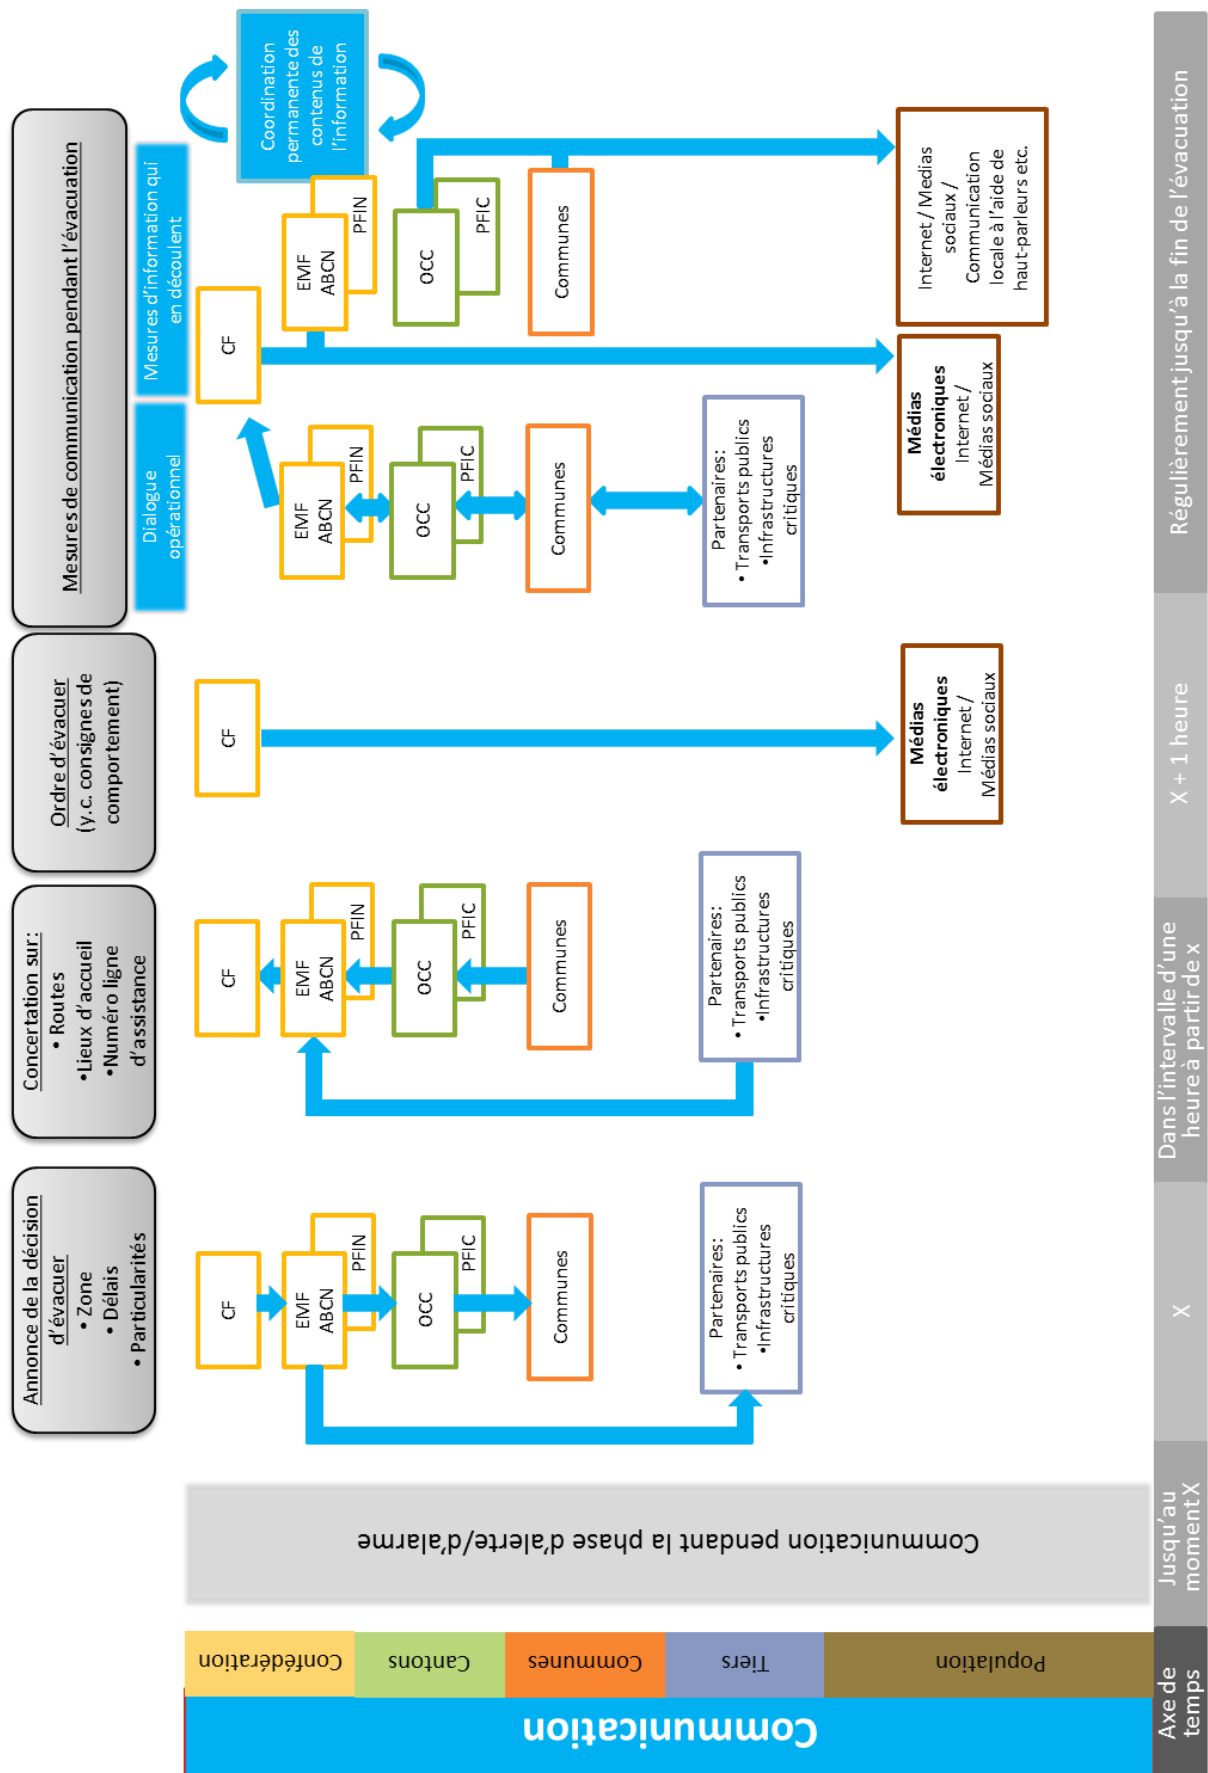 Communication
Confédération
Cantons
Communes
Tiers
Population
Axe de
temps
Communication pendant la phase d'alerte/d'alarme
Jusqu'au
moment X
Annonce de la décision
d'évacuer
• Zone
• Délais
• Particularités
CF
EMF
ABCN
PFIN
OCC
PFIC
Communes
Partenaires:
• Transports publics
•Infrastructures
critiques
X
Concertation sur:
• Routes
•Lieux d'accueil
•Numéro ligne
d'assistance
CF
EMF
ABCN
PFIN
OCC
PFIC
Communes
Partenaires:
• Transports publics
•Infrastructures
critiques
Dans l'intervalle d'une
heure à partir de x
Ordre d'évacuer
(y.c. consignes de
comportement)
CF
Médias
électroniques
Internet /
Médias sociaux
X + 1 heure
Mesures de communication pendant l'évacuation
Dialogue
opérationnel
EMF
ABCN
PFIN
OCC
PFIC
Communes
Partenaires:
• Transports publics
•Infrastructures
critiques
Mesures d'information qui
en découlent
CF
EMF
ABCN
PFIN
OCC
PFIC
Communes
Coordination
permanente des
contenus de
l'information
Médias
électroniques
Internet /
Médias sociaux
Internet / Medias
sociaux /
Communication
locale à l'aide de
haut-parleurs etc.
Régulièrement jusqu'à la fin de l'évacuation